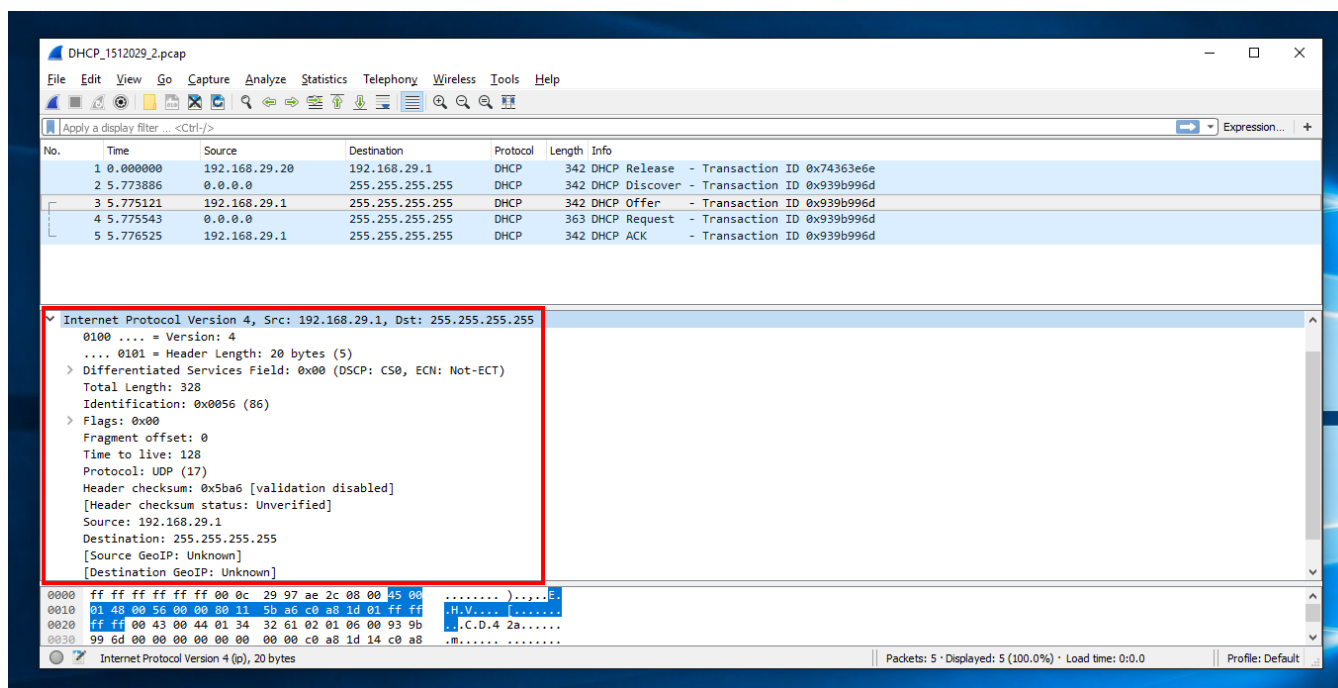 DHCP_1512029_2.pcap
File Edit View Go Capture Analyze Statistics Telephony Wireless Tools Help
Apply a display filter ... <Ctrl-/> Expression... +
No. Time Source Destination Protocol Length Info
1 0.000000 192.168.29.20 192.168.29.1 DHCP 342 DHCP Release - Transaction ID 0x74363e6e
2 5.773886 0.0.0.0 255.255.255.255 DHCP 342 DHCP Discover - Transaction ID 0x939b996d
3 5.775121 192.168.29.1 255.255.255.255 DHCP 342 DHCP Offer - Transaction ID 0x939b996d
4 5.775543 0.0.0.0 255.255.255.255 DHCP 363 DHCP Request - Transaction ID 0x939b996d
5 5.776525 192.168.29.1 255.255.255.255 DHCP 342 DHCP ACK - Transaction ID 0x939b996d
Internet Protocol Version 4, Src: 192.168.29.1, Dst: 255.255.255.255
0100 .... = Version: 4
.... 0101 = Header Length: 20 bytes (5)
> Differentiated Services Field: 0x00 (DSCP: CS0, ECN: Not-ECT)
Total Length: 328
Identification: 0x0056 (86)
> Flags: 0x00
Fragment offset: 0
Time to live: 128
Protocol: UDP (17)
Header checksum: 0x5ba6 [validation disabled]
[Header checksum status: Unverified]
Source: 192.168.29.1
Destination: 255.255.255.255
[Source GeoIP: Unknown]
[Destination GeoIP: Unknown]
0000 ff ff ff ff ff ff 00 0c 29 97 ae 2c 08 00 45 00 ........ )..,..E.
0010 01 48 00 56 00 00 80 11 5b a6 c0 a8 1d 01 ff ff .H.V.... [.......
0020 ff ff 00 43 00 44 01 34 32 61 02 01 06 00 93 9b ...C.D.4 2a......
0030 99 6d 00 00 00 00 00 00 00 00 c0 a8 1d 14 c0 a8 .m...... ........
Internet Protocol Version 4 (ip), 20 bytes Packets: 5 · Displayed: 5 (100.0%) · Load time: 0:0.0 Profile: Default